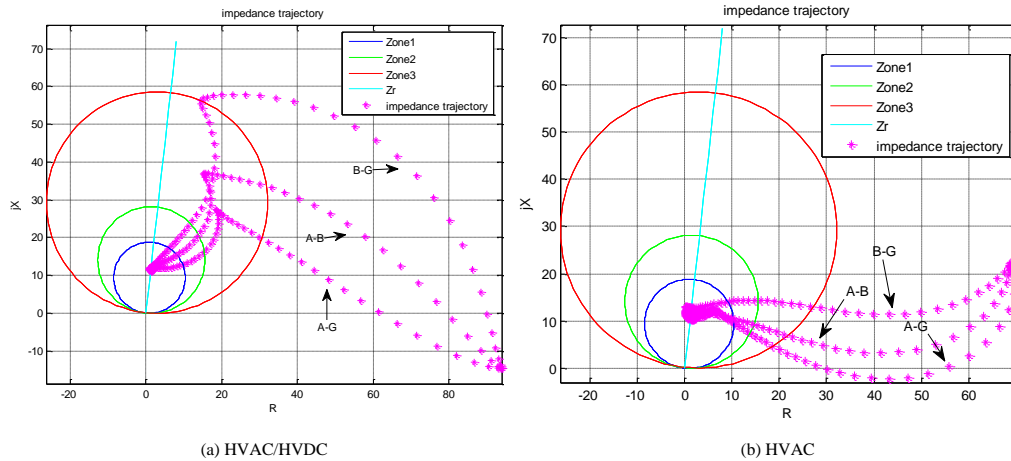 impedance trajectory
70
60
50
40
30
20
10
0
-10
-20
0
20
40
60
80
jX
R
Zone1
Zone2
Zone3
Zr
impedance trajectory
B-G
A-B
A-G
(a) HVAC/HVDC
impedance trajectory
70
60
50
40
30
20
10
0
-20
-10
0
10
20
30
40
50
60
jX
R
Zone1
Zone2
Zone3
Zr
impedance trajectory
B-G
A-B
A-G
(b) HVAC